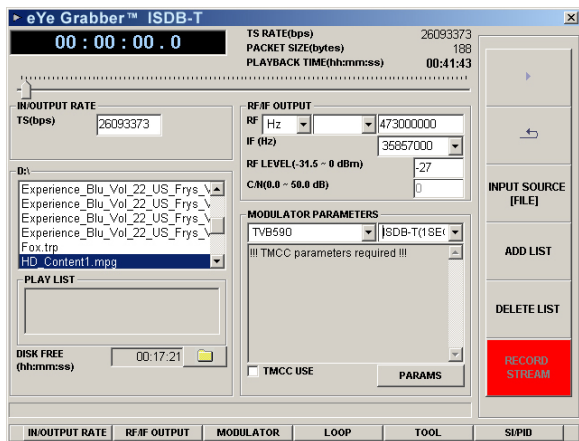 eYe Grabber™ ISDB-T
00 : 00 : 00 . 0
TS RATE(bps) 26093373
PACKET SIZE(bytes) 188
PLAYBACK TIME(hh:mm:ss) 00:41:43
IN/OUTPUT RATE
TS(bps) 26093373
RF/IF OUTPUT
RF Hz 473000000
IF (Hz) 35857000
RF LEVEL(-31.5 ~ 0 dBm) -27
C/N(0.0 ~ 50.0 dB) 0
D:\
Experience_Blu_Vol_22_US_Frys_V
Experience_Blu_Vol_22_US_Frys_V
Experience_Blu_Vol_22_US_Frys_V
Experience_Blu_Vol_22_US_Frys_V
Fox.trp
HD_Content1.mpg
PLAY LIST
DISK FREE
(hh:mm:ss)
00:17:21
MODULATOR PARAMETERS
TVB590 ISDB-T(1SE
!!! TMCC parameters required !!!
TMCC USE
PARAMS
INPUT SOURCE
[FILE]
ADD LIST
DELETE LIST
RECORD
STREAM
IN/OUTPUT RATE RF/IF OUTPUT MODULATOR LOOP TOOL SI/PID